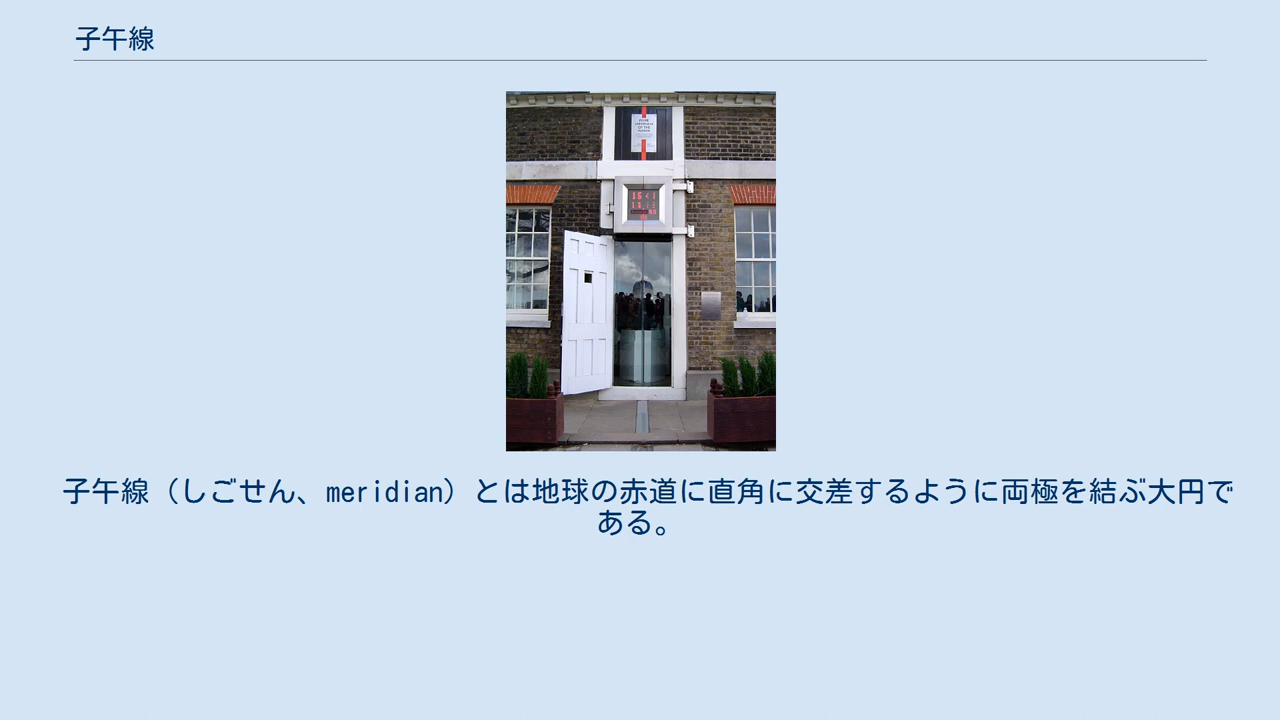 子午線
子午線（しごせん、meridian）とは地球の赤道に直角に交差するように両極を結ぶ大円で
ある。